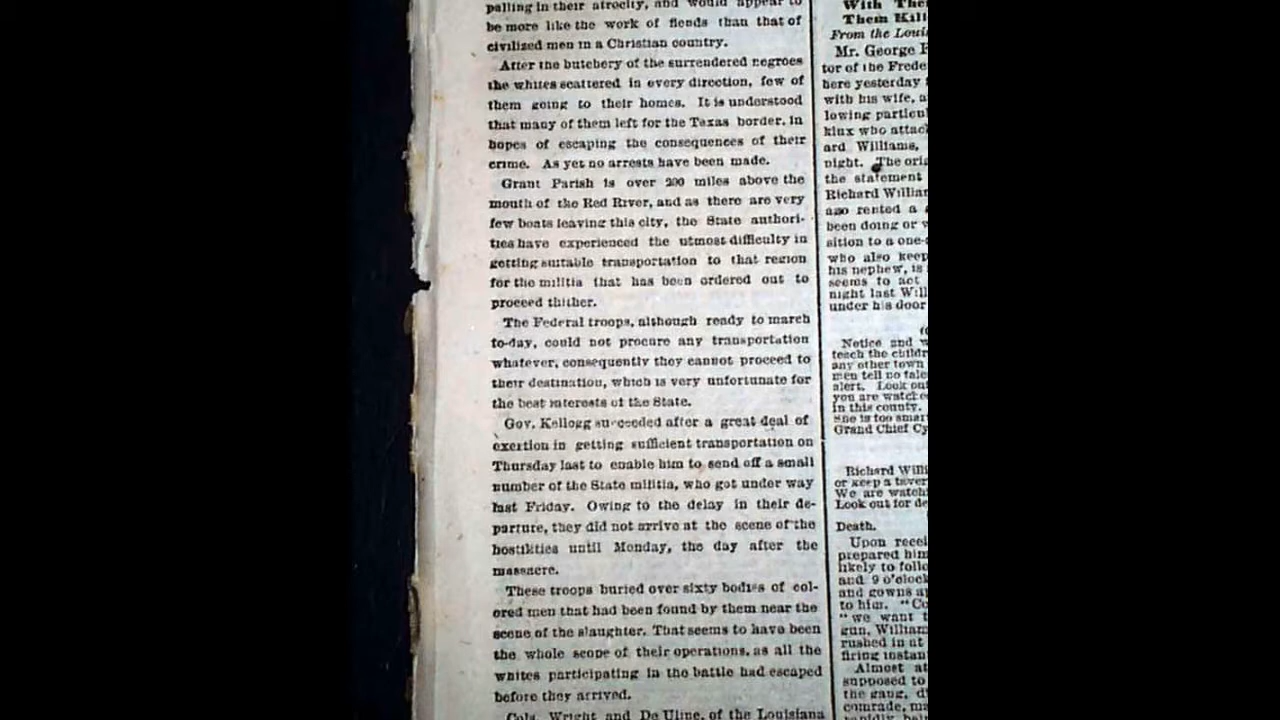 palling in their atrocity, and would appear to
be more like the work of fiends than that of
civilized men in a Christian country.
After the butchery of the surrendered negroes
the whites scattered in every direction, few of
them going to their homes. It is understood
that many of them left for the Texas border, in
hopes of escaping the consequences of their
crime. As yet no arrests have been made.
Grant Parish is over 200 miles above the
mouth of the Red River, and as there are very
few boats leaving this city, the State authori-
ties have experienced the utmost difficulty in
getting suitable transportation to that region
for the militia that has been ordered out to
proceed thither.
The Federal troops, although ready to march
to-day, could not procure any transportation
whatever, consequently they cannot proceed to
their destination, which is very unfortunate for
the best interests of the State.
Gov. Kellogg succeeded after a great deal of
exertion in getting sufficient transportation on
Thursday last to enable him to send off a small
number of the State militia, who got under way
last Friday. Owing to the delay in their de-
parture, they did not arrive at the scene of the
hostilities until Monday, the day after the
massacre.
These troops buried over sixty bodies of col-
ored men that had been found by them near the
scene of the slaughter. That seems to have been
the whole scope of their operations, as all the
whites participating in the battle had escaped
before they arrived.
Cols. Wright and De Uline, of the Louisiana
With The
Them Kill
From the Loui
Mr. George
tor of the Frede
here yesterday
with his wife, a
lowing particul
klux who attac
ard Williams,
night. The ori
the statement
Richard William
ago rented a
been doing or w
sition to a one-
who also keep
his nephew, is
seems to act
night last Will
under his door
Notice and w
teach the childr
any other town
men tell no tale
alert. Look out
you are watche
in this county.
She is too smar
Grand Chief Cy
Richard Willi
or keep a taver
We are watch
Look out for de
Death.
Upon recei
prepared him
likely to follo
and 9 o'clock
and gowns a
to him. "Co
"we want t
gun, William
rushed in at
firing instan
Almost at
supposed to
the gang, d
comrade, ma
rapidly, bein